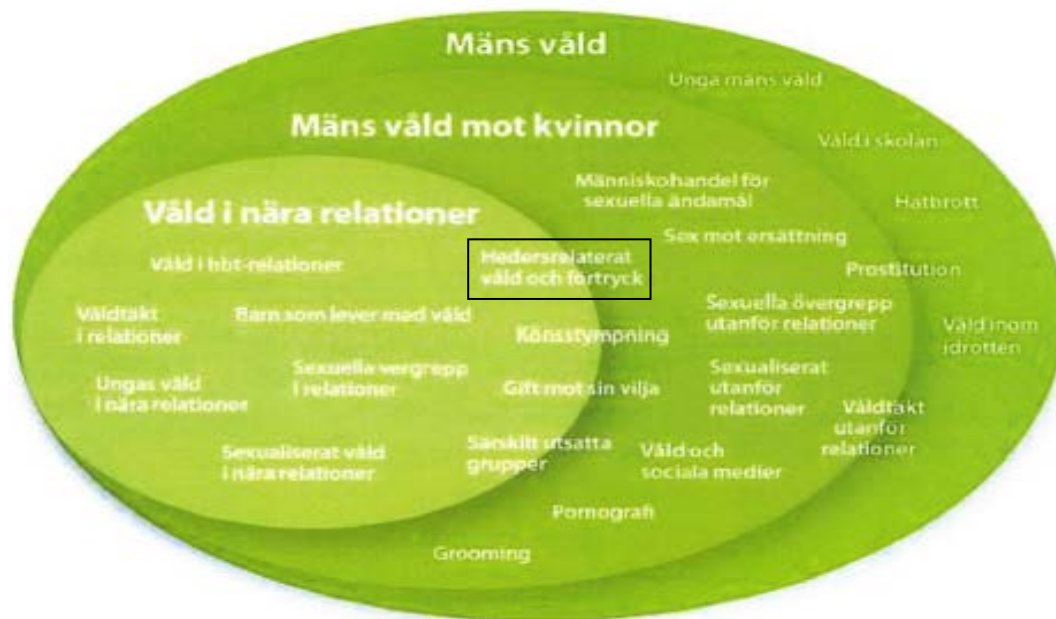 Mäns våld
Unga mäns våld
Mäns våld mot kvinnor
Våld i skolan
Människohandel för
sexuella ändamål
Hatbrott
Våld i nära relationer
Sex mot ersättning
Våld i hbt-relationer
Hedersrelaterat
våld och förtryck
Prostitution
Våldtäkt
i relationer
Barn som lever med våld
Könsstympning
Sexuella övergrepp
utanför relationer
Våld inom
idrotten
Ungas våld
i nära relationer
Sexuella vergrepp
i relationer
Gift mot sin vilja
Sexualiserat
utanför
relationer
Våldtäkt
utanför
relationer
Sexualiserat våld
i nära relationer
Särskilt utsatta
grupper
Våld och
sociala medier
Pornografi
Grooming